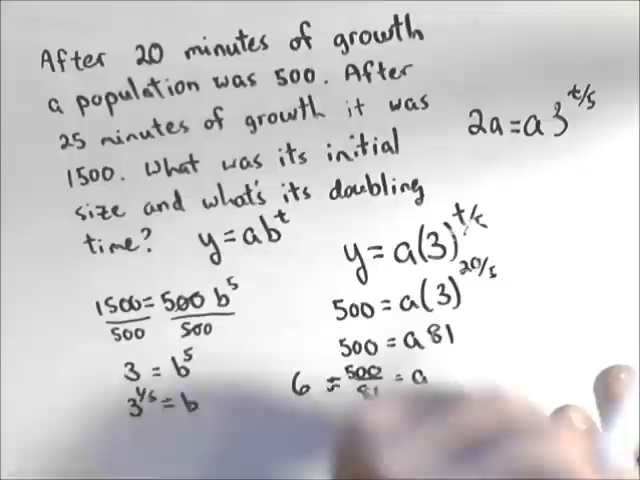 After 20 minutes of growth
a population was 500. After
25 minutes of growth it was
1500. What was its initial
size and what's its doubling
time? y = ab^t
2a = a 3^t/5
1500 = 500 b^5
500 500
3 = b^5
3^1/5 = b
y = a(3)^t/5
500 = a(3)^20/5
500 = a 81
6 ≈ 500/81 = a